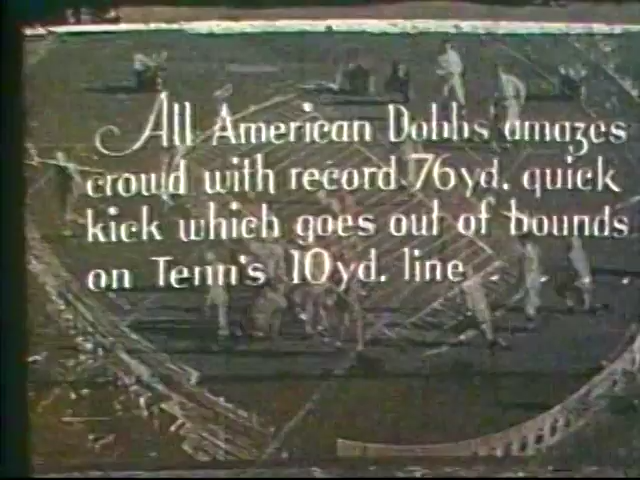 All American Dobbs amazes
crowd with record 76yd. quick
kick which goes out of bounds
on Tenn's 10yd. line